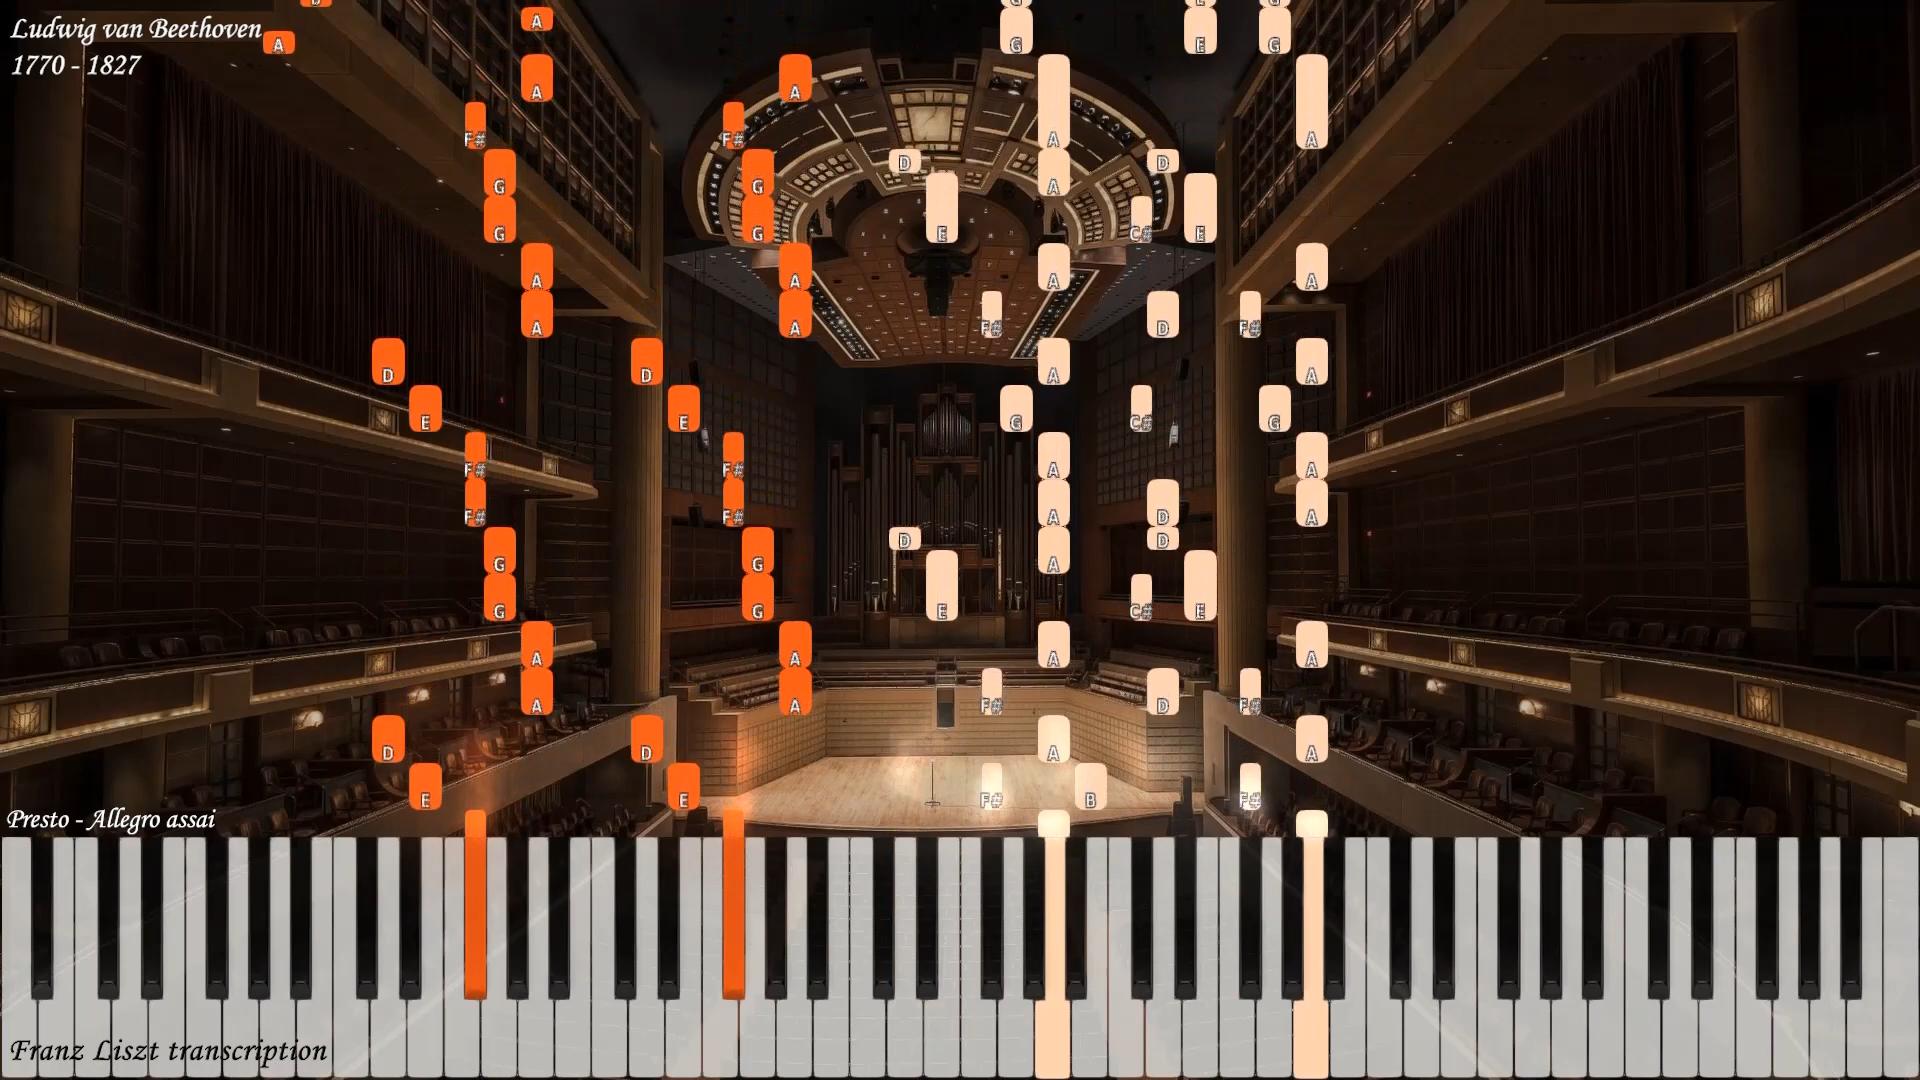 Ludwig van Beethoven
1770 - 1827
D
A G E G
A
A A
F# F# A A
D D
G G A
G G E C# E
A A A A
A A F# D F#
D D A A
E E G C# G
F# F# A A
F# F# A D A
D D
G G A
G G E C# E
A A A A
A A F# D F#
D D A A
E E F# B F#
Presto - Allegro assai
Franz Liszt transcription